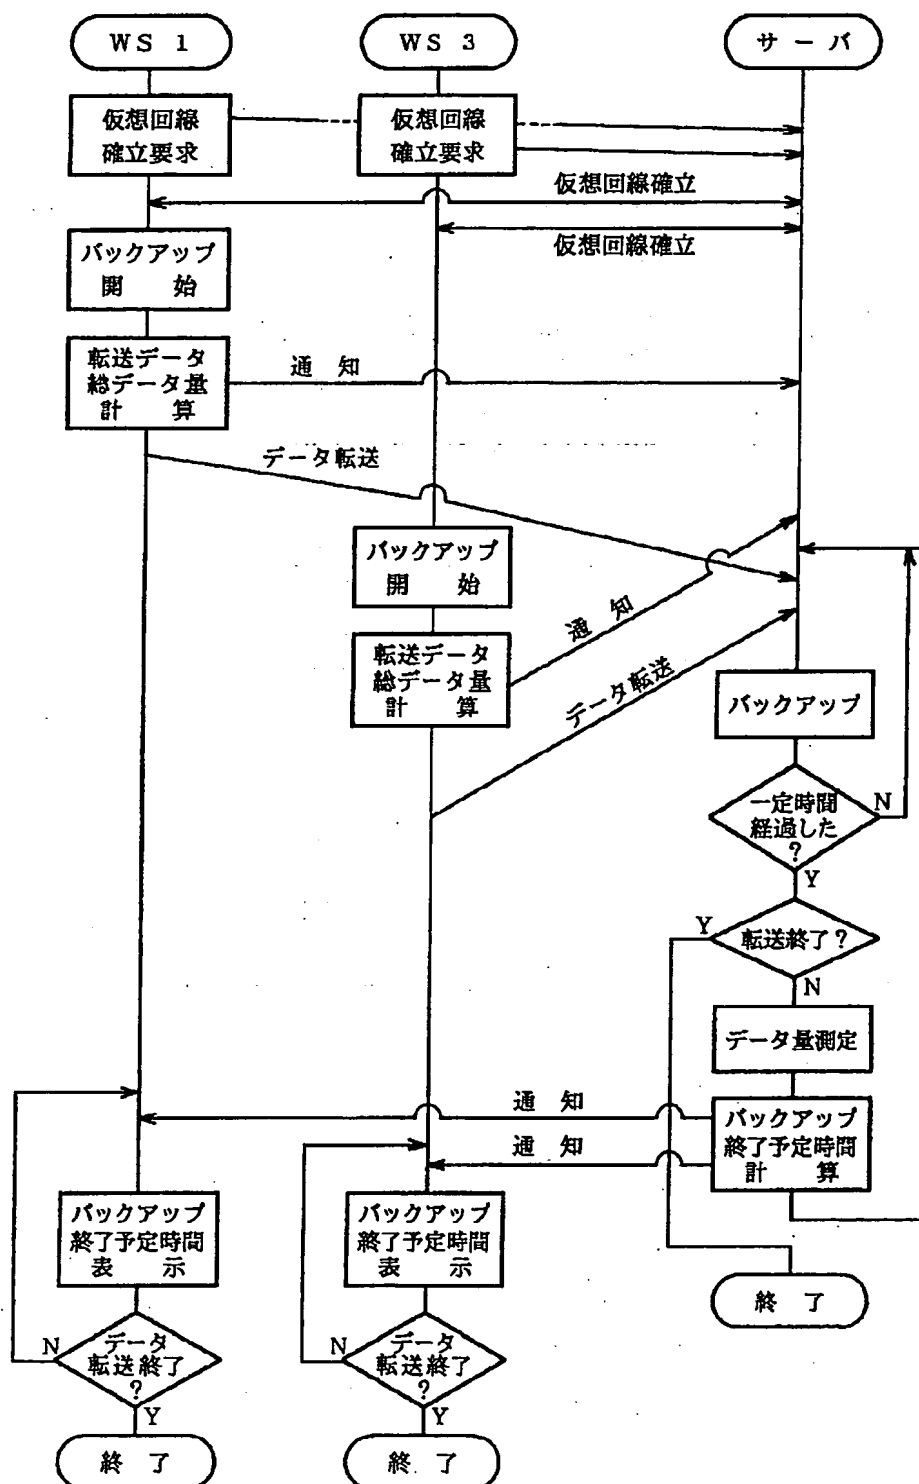 WS 1
WS 3
サーバ
仮想回線
確立要求
仮想回線
確立要求
仮想回線確立
仮想回線確立
バックアップ
開 始
転送データ
総データ量
計 算
通 知
データ転送
バックアップ
開 始
転送データ
総データ量
計 算
通 知
データ転送
バックアップ
一定時間
経過した
?
N
Y
転送終了?
Y
N
データ量測定
バックアップ
終了予定時間
計 算
通 知
通 知
バックアップ
終了予定時間
表 示
バックアップ
終了予定時間
表 示
終 了
データ
転送終了
?
N
Y
データ
転送終了
?
N
Y
終 了
終 了